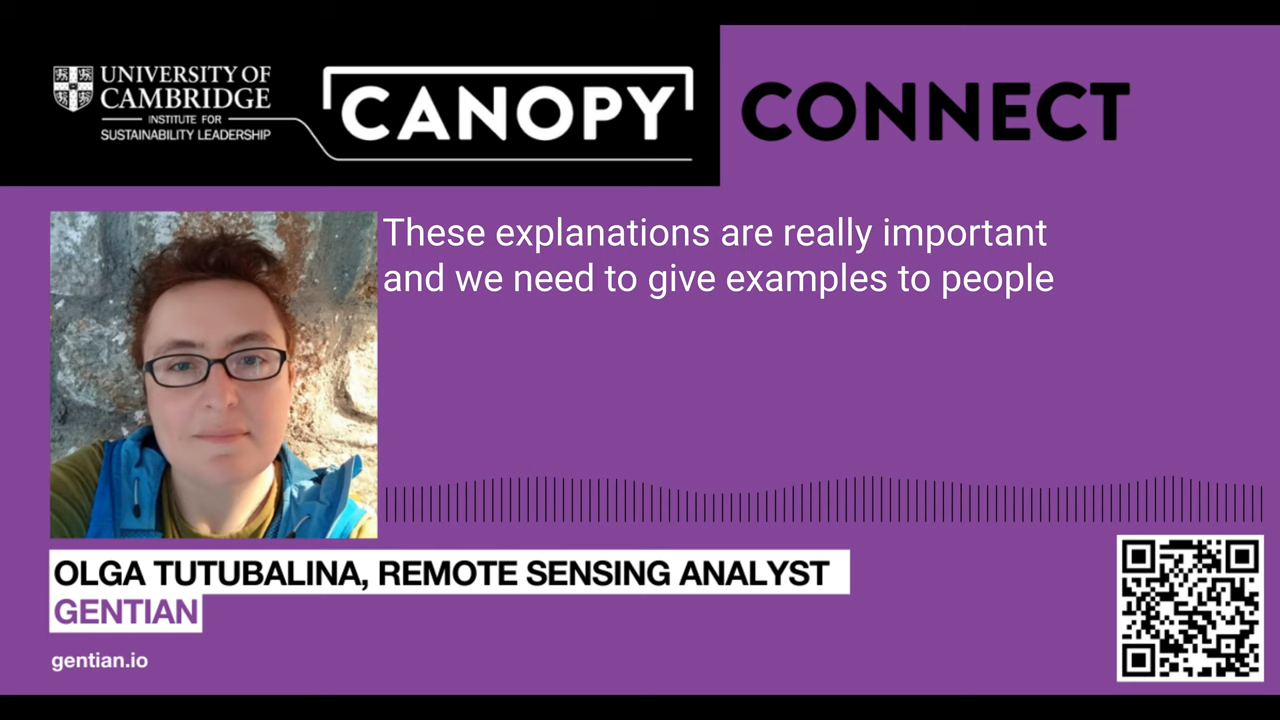 UNIVERSITY OF
CAMBRIDGE
INSTITUTE FOR
SUSTAINABILITY LEADERSHIP
CANOPY CONNECT
These explanations are really important
and we need to give examples to people
OLGA TUTUBALINA, REMOTE SENSING ANALYST
GENTIAN
gentian.io